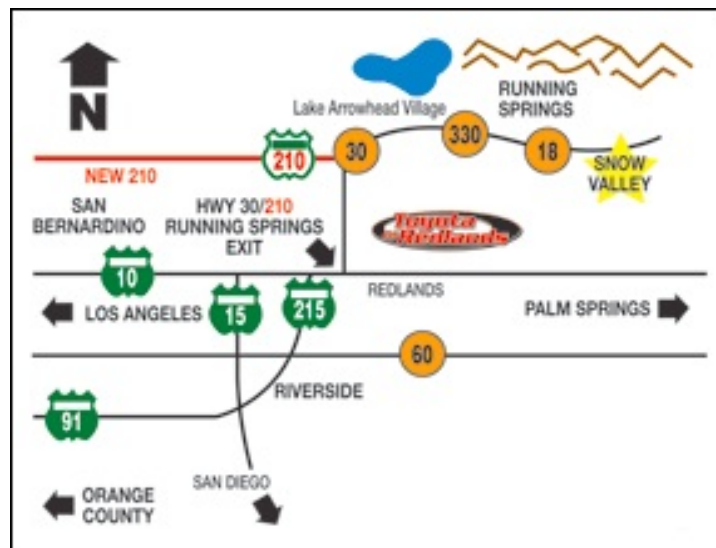 N
RUNNING
SPRINGS
Lake Arrowhead Village
330
210
30
18
NEW 210
SNOW
VALLEY
SAN
BERNARDINO
HWY 30/210
RUNNING SPRINGS
EXIT
Toyota
of Redlands
10
REDLANDS
LOS ANGELES
15
215
PALM SPRINGS
60
RIVERSIDE
91
SAN DIEGO
ORANGE
COUNTY